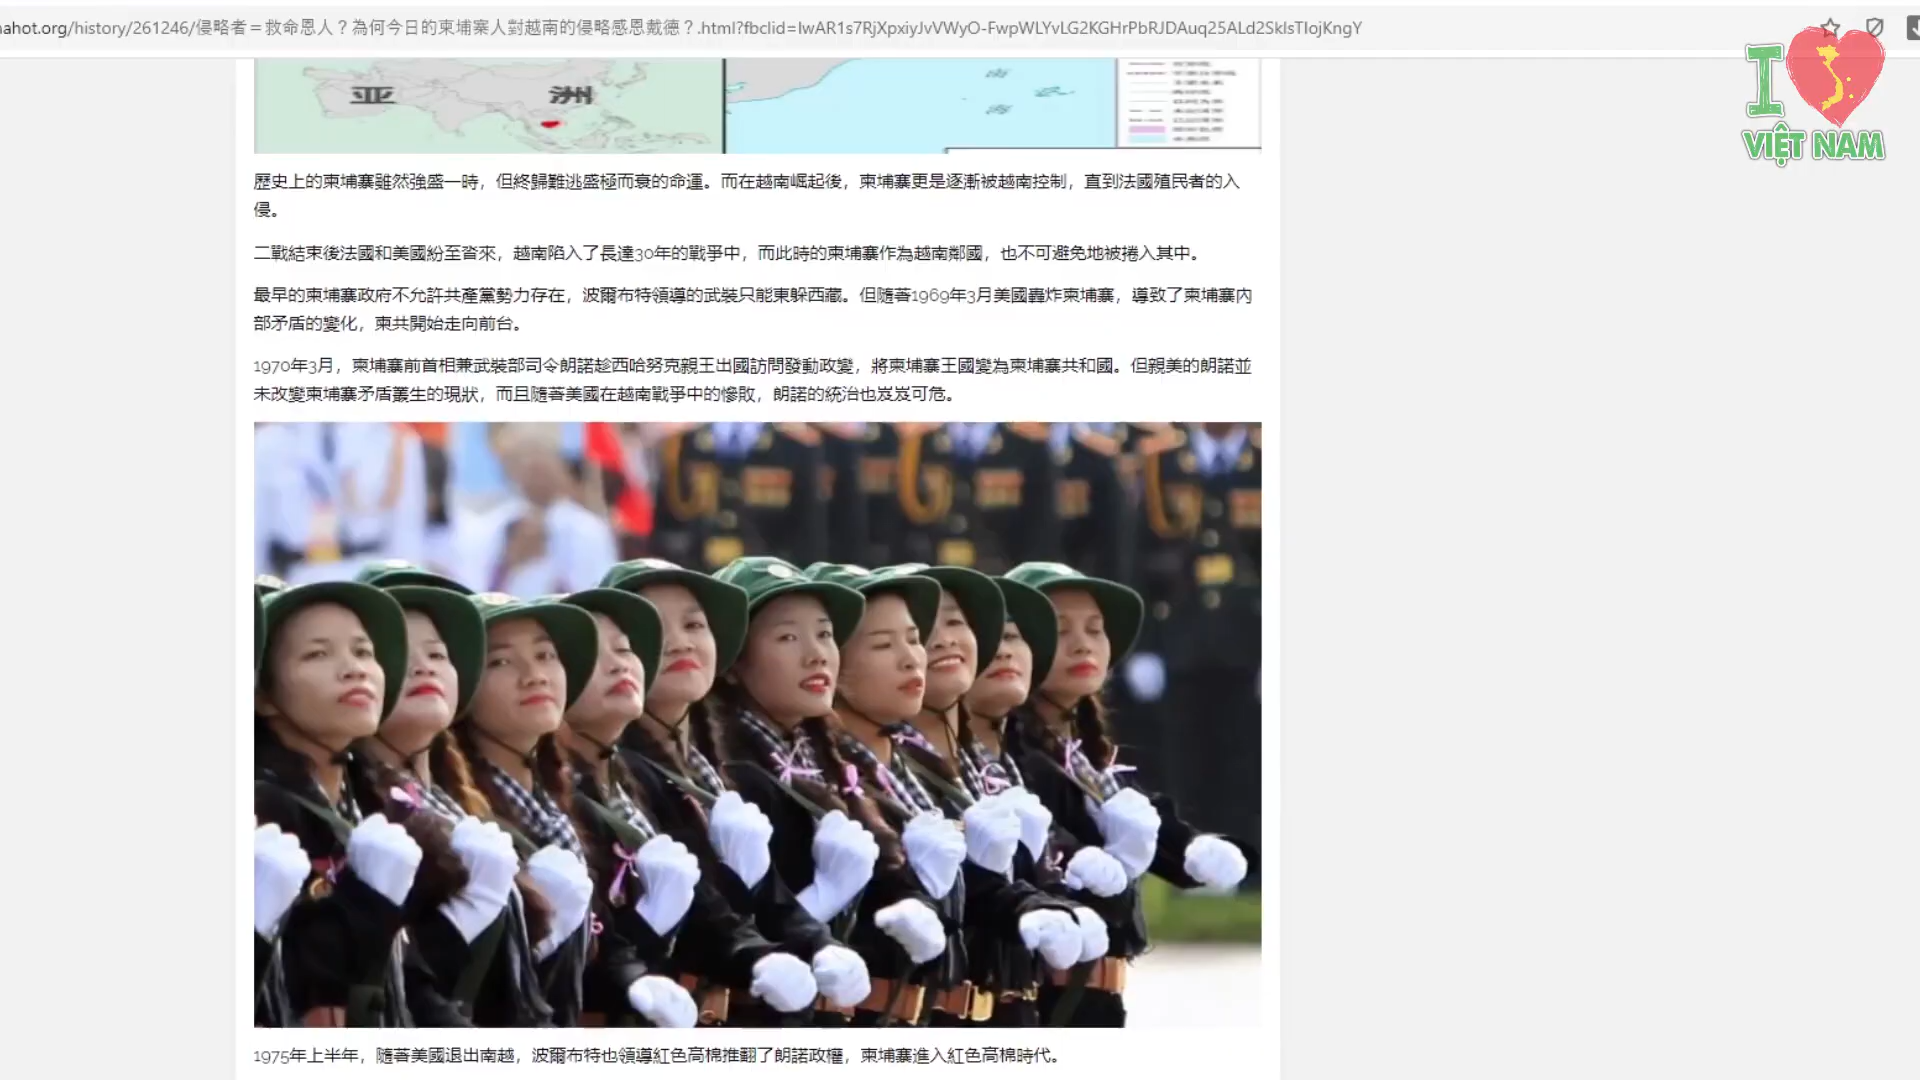 ahot.org/history/261246/侵略者＝救命恩人？為何今日的柬埔寨人對越南的侵略感恩戴德？.html?fbclid=IwAR1s7RjXpxiyJvVWyO-FwpWLYvLG2KGHrPbRJDAuq25ALd2SklsTIojKngY
I
VIỆT NAM
亚 洲
南
海
歷史上的柬埔寨雖然強盛一時，但終歸難逃盛極而衰的命運。而在越南崛起後，柬埔寨更是逐漸被越南控制，直到法國殖民者的入
侵。
二戰結束後法國和美國紛至沓來，越南陷入了長達30年的戰爭中，而此時的柬埔寨作為越南鄰國，也不可避免地被捲入其中。
最早的柬埔寨政府不允許共產黨勢力存在，波爾布特領導的武裝只能東躲西藏。但隨著1969年3月美國轟炸柬埔寨，導致了柬埔寨內
部矛盾的變化，柬共開始走向前台。
1970年3月，柬埔寨前首相兼武裝部司令朗諾趁西哈努克親王出國訪問發動政變，將柬埔寨王國變為柬埔寨共和國。但親美的朗諾並
未改變柬埔寨矛盾叢生的現狀，而且隨著美國在越南戰爭中的慘敗，朗諾的統治也岌岌可危。
1975年上半年，隨著美國退出南越，波爾布特也領導紅色高棉推翻了朗諾政權，柬埔寨進入紅色高棉時代。